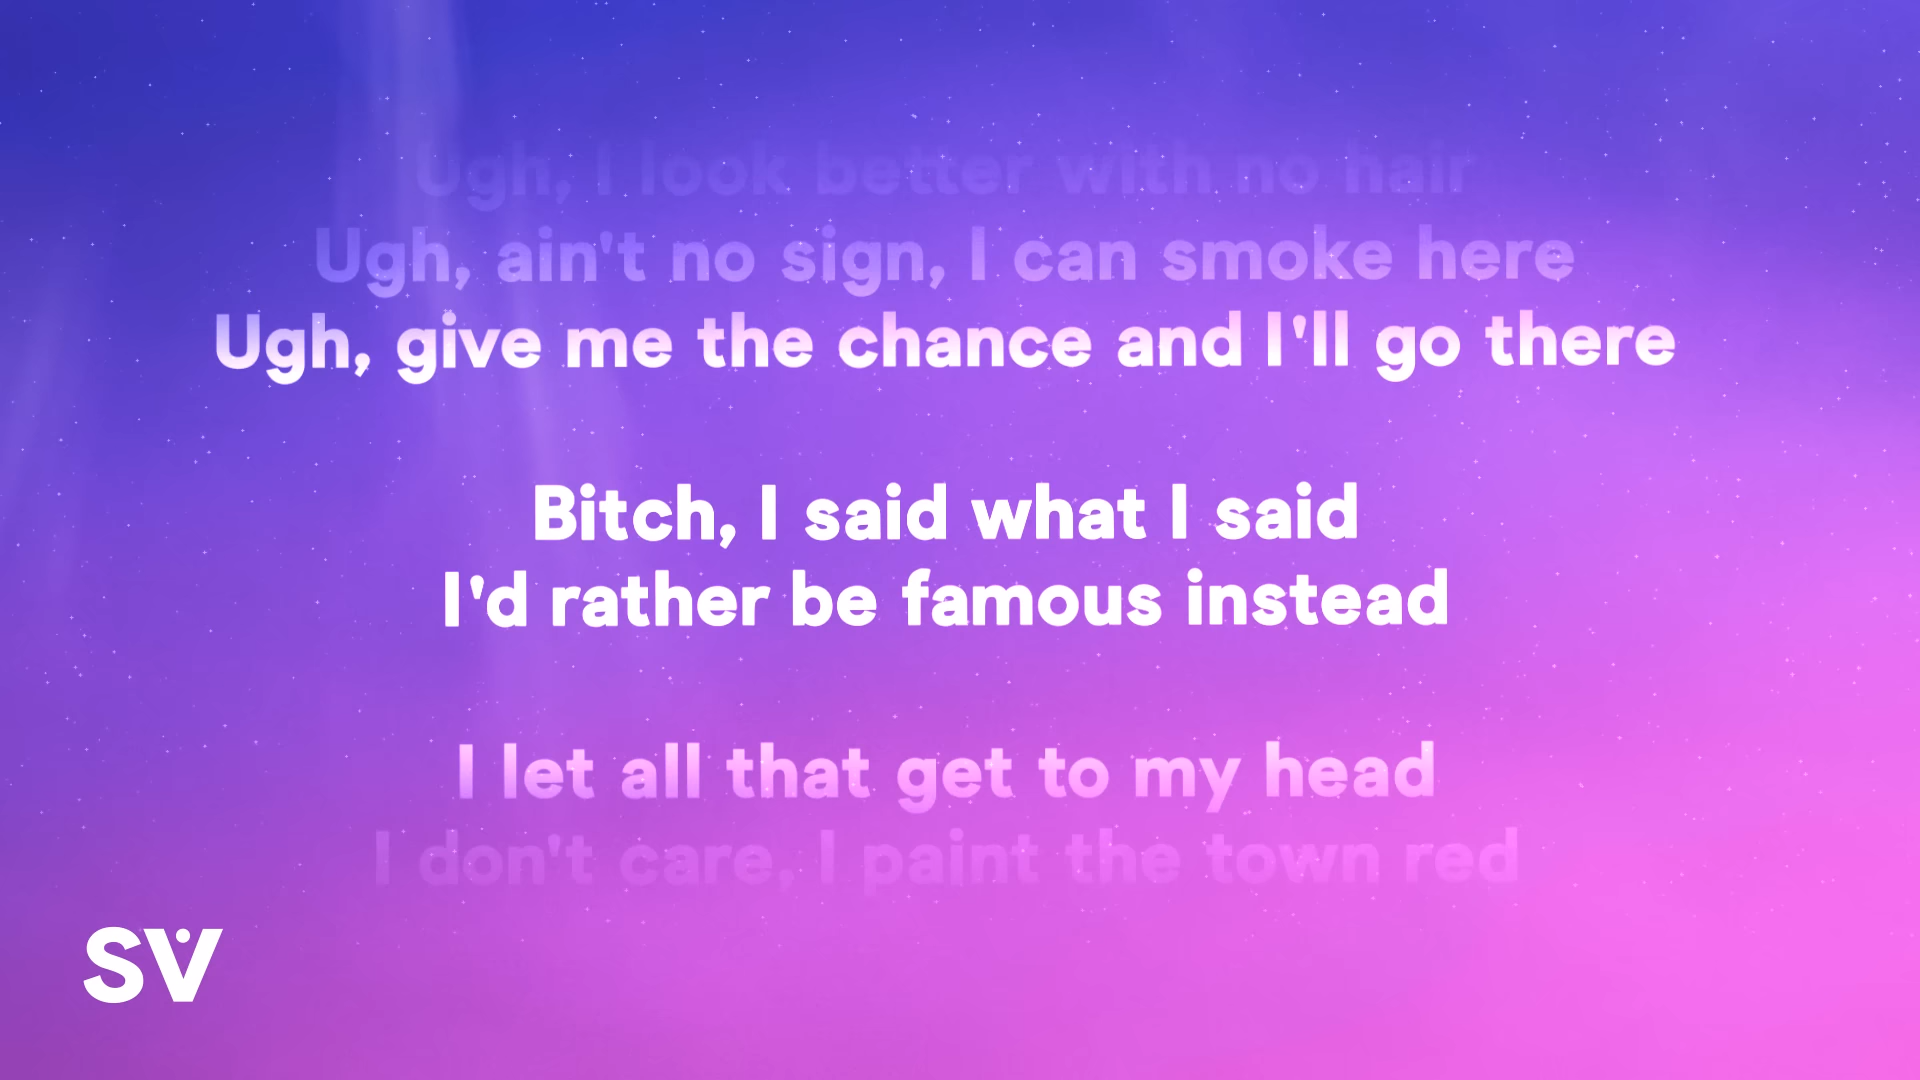 Ugh, I look better with no hair
Ugh, ain't no sign, I can smoke here
Ugh, give me the chance and I'll go there
Bitch, I said what I said
I'd rather be famous instead
I let all that get to my head
I don't care, I paint the town red
SV